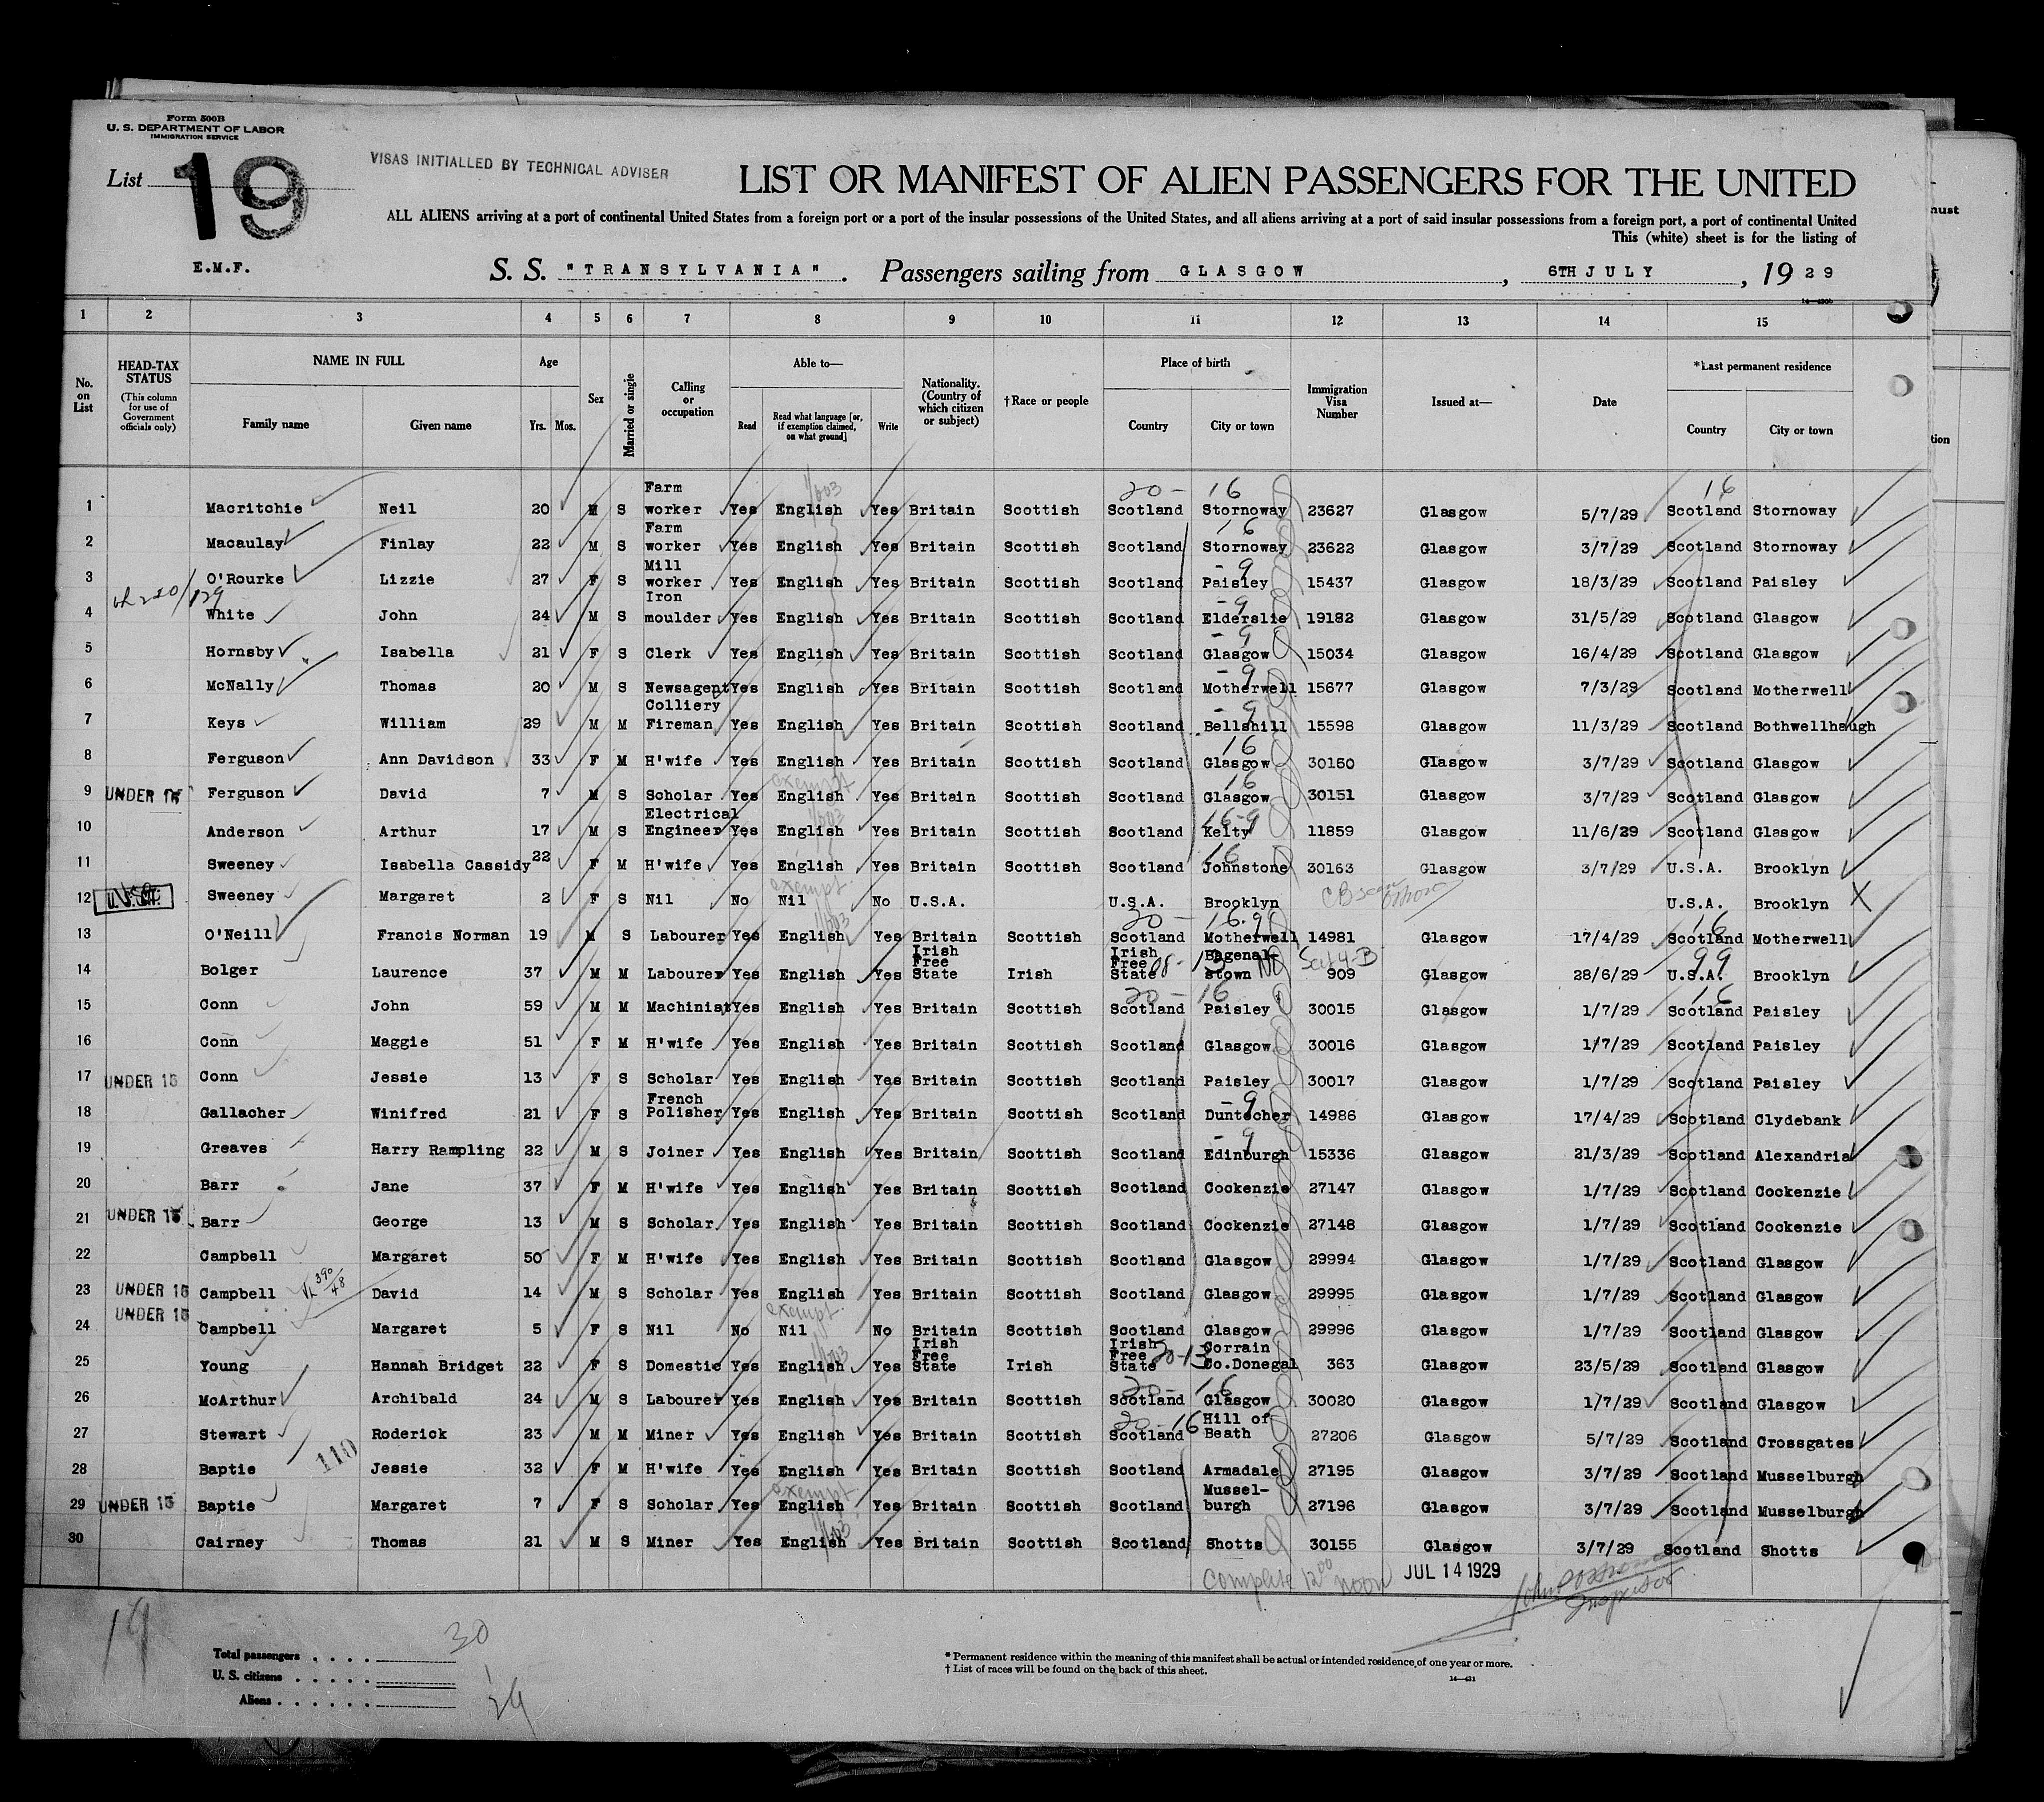 Form 500B
U. S. DEPARTMENT OF LABOR
IMMIGRATION SERVICE
List 19
VISAS INITIALLED BY TECHNICAL ADVISER
LIST OR MANIFEST OF ALIEN PASSENGERS FOR THE UNITED
ALL ALIENS arriving at a port of continental United States from a foreign port or a port of the insular possessions of the United States, and all aliens arriving at a port of said insular possessions from a foreign port, a port of continental United
This (white) sheet is for the listing of
E.M.F.
S. S. "TRANSYLVANIA". Passengers sailing from GLASGOW, 6TH JULY, 1929
1 2 3 4 5 6 7 8 9 10 11 12 13 14 15
No. on List
HEAD-TAX STATUS (This column for use of Government officials only)
NAME IN FULL Family name Given name
Age Yrs. Mos.
Sex
Married or single
Calling or occupation
Able to— Read Read what language [or, if exemption claimed, on what ground] Write
Nationality. (Country of which citizen or subject)
†Race or people
Place of birth Country City or town
Immigration Visa Number
Issued at—
Date
*Last permanent residence Country City or town
1 Macritchie Neil 20 M S Farm worker Yes English Yes Britain Scottish Scotland Stornoway 23627 Glasgow 5/7/29 Scotland Stornoway
2 Macaulay Finlay 22 M S Farm worker Yes English Yes Britain Scottish Scotland Stornoway 23622 Glasgow 3/7/29 Scotland Stornoway
3 O'Rourke Lizzie 27 F S Mill worker Yes English Yes Britain Scottish Scotland Paisley 15437 Glasgow 18/3/29 Scotland Paisley
4 White John 24 M S Iron moulder Yes English Yes Britain Scottish Scotland Elderslie 19182 Glasgow 31/5/29 Scotland Glasgow
5 Hornsby Isabella 21 F S Clerk Yes English Yes Britain Scottish Scotland Glasgow 15034 Glasgow 16/4/29 Scotland Glasgow
6 McNally Thomas 20 M S Newsagent Yes English Yes Britain Scottish Scotland Motherwell 15677 Glasgow 7/3/29 Scotland Motherwell
7 Keys William 29 M M Colliery Fireman Yes English Yes Britain Scottish Scotland Bellshill 15598 Glasgow 11/3/29 Scotland Bothwellhaugh
8 Ferguson Ann Davidson 33 F M H'wife Yes English Yes Britain Scottish Scotland Glasgow 30160 Glasgow 3/7/29 Scotland Glasgow
9 UNDER 16 Ferguson David 7 M S Scholar Yes English exempt Yes Britain Scottish Scotland Glasgow 30151 Glasgow 3/7/29 Scotland Glasgow
10 Anderson Arthur 17 M S Electrical Engineer Yes English Yes Britain Scottish Scotland Kelty 11859 Glasgow 11/6/29 Scotland Glasgow
11 Sweeney Isabella Cassidy 22 F M H'wife Yes English Yes Britain Scottish Scotland Johnstone 30163 Glasgow 3/7/29 U.S.A. Brooklyn
12 Sweeney Margaret 2 F S Nil No Nil exempt No U.S.A. U.S.A. Brooklyn U.S.A. Brooklyn X
13 O'Neill Francis Norman 19 M S Labourer Yes English Yes Britain Scottish Scotland Motherwell 14981 Glasgow 17/4/29 Scotland Motherwell
14 Bolger Laurence 37 M M Labourer Yes English Yes Irish Free State Irish Irish Free State Bagenalstown 909 Glasgow 28/6/29 U.S.A. Brooklyn
15 Conn John 59 M M Machinist Yes English Yes Britain Scottish Scotland Paisley 30015 Glasgow 1/7/29 Scotland Paisley
16 Conn Maggie 51 F M H'wife Yes English Yes Britain Scottish Scotland Glasgow 30016 Glasgow 1/7/29 Scotland Paisley
17 UNDER 16 Conn Jessie 13 F S Scholar Yes English Yes Britain Scottish Scotland Paisley 30017 Glasgow 1/7/29 Scotland Paisley
18 Gallacher Winifred 21 F S French Polisher Yes English Yes Britain Scottish Scotland Duntocher 14986 Glasgow 17/4/29 Scotland Clydebank
19 Greaves Harry Rampling 22 M S Joiner Yes English Yes Britain Scottish Scotland Edinburgh 15336 Glasgow 21/3/29 Scotland Alexandria
20 Barr Jane 37 F M H'wife Yes English Yes Britain Scottish Scotland Cockenzie 27147 Glasgow 1/7/29 Scotland Cockenzie
21 UNDER 16 Barr George 13 M S Scholar Yes English Yes Britain Scottish Scotland Cockenzie 27148 Glasgow 1/7/29 Scotland Cockenzie
22 Campbell Margaret 50 F M H'wife Yes English Yes Britain Scottish Scotland Glasgow 29994 Glasgow 1/7/29 Scotland Glasgow
23 UNDER 16 Campbell David 14 M S Scholar Yes English Yes Britain Scottish Scotland Glasgow 29995 Glasgow 1/7/29 Scotland Glasgow
24 UNDER 16 Campbell Margaret 5 F S Nil No Nil exempt No Britain Scottish Scotland Glasgow 29996 Glasgow 1/7/29 Scotland Glasgow
25 Young Hannah Bridget 22 F S Domestic Yes English Yes Irish Free State Irish Irish Free State Corrain Co.Donegal 363 Glasgow 23/5/29 Scotland Glasgow
26 McArthur Archibald 24 M S Labourer Yes English Yes Britain Scottish Scotland Glasgow 30020 Glasgow 1/7/29 Scotland Glasgow
27 Stewart Roderick 23 M M Miner Yes English Yes Britain Scottish Scotland Hill of Beath 27206 Glasgow 5/7/29 Scotland Crossgates
28 Baptie 110 Jessie 32 F M H'wife Yes English Yes Britain Scottish Scotland Armadale 27195 Glasgow 3/7/29 Scotland Musselburgh
29 UNDER 16 Baptie Margaret 7 F S Scholar Yes English exempt Yes Britain Scottish Scotland Musselburgh 27196 Glasgow 3/7/29 Scotland Musselburgh
30 Cairney Thomas 21 M S Miner Yes English Yes Britain Scottish Scotland Shotts 30155 Glasgow 3/7/29 Scotland Shotts
Complete 12 00 noon JUL 14 1929
Inspector
19
Total passengers . . . . 30
U. S. citizens . . . . . 1
Aliens . . . . . . 29
* Permanent residence within the meaning of this manifest shall be actual or intended residence of one year or more.
† List of races will be found on the back of this sheet.
14—431